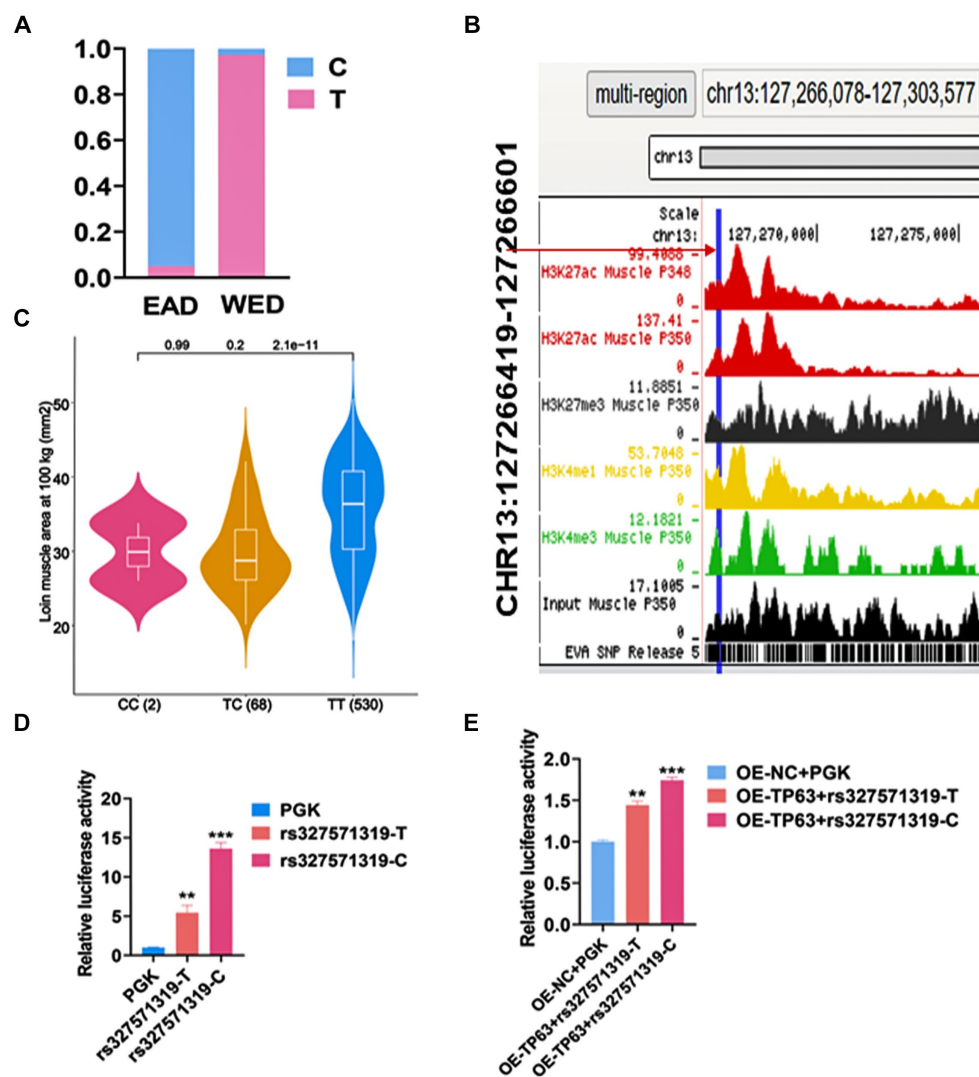 A
1.0
0.8
0.6
0.4
0.2
0.0
EAD WED
C
T
B
multi-region chr13:127,266,078-127,303,577
chr13
CHR13:127266419-127266601
Scale
chr13: 127,270,000| 127,275,000|
99.4088 _
H3K27ac Muscle P348
0 _
137.41 _
H3K27ac Muscle P350
0 _
11.8851 _
H3K27me3 Muscle P350
0 _
53.7048 _
H3K4me1 Muscle P350
0 _
12.1821 _
H3K4me3 Muscle P350
0 _
17.1005 _
Input Muscle P350
0 _
EVA SNP Release 5
C
0.99 0.2 2.1e-11
Loin muscle area at 100 kg (mm2)
50
40
30
20
CC (2) TC (68) TT (530)
D
Relative luciferase activity
20
15
10
5
0
**
***
PGK
rs327571319-T
rs327571319-C
PGK
rs327571319-T
rs327571319-C
E
Relative luciferase activity
2.0
1.5
1.0
0.5
0.0
**
***
OE-NC+PGK
OE-TP63+rs327571319-T
OE-TP63+rs327571319-C
OE-NC+PGK
OE-TP63+rs327571319-T
OE-TP63+rs327571319-C